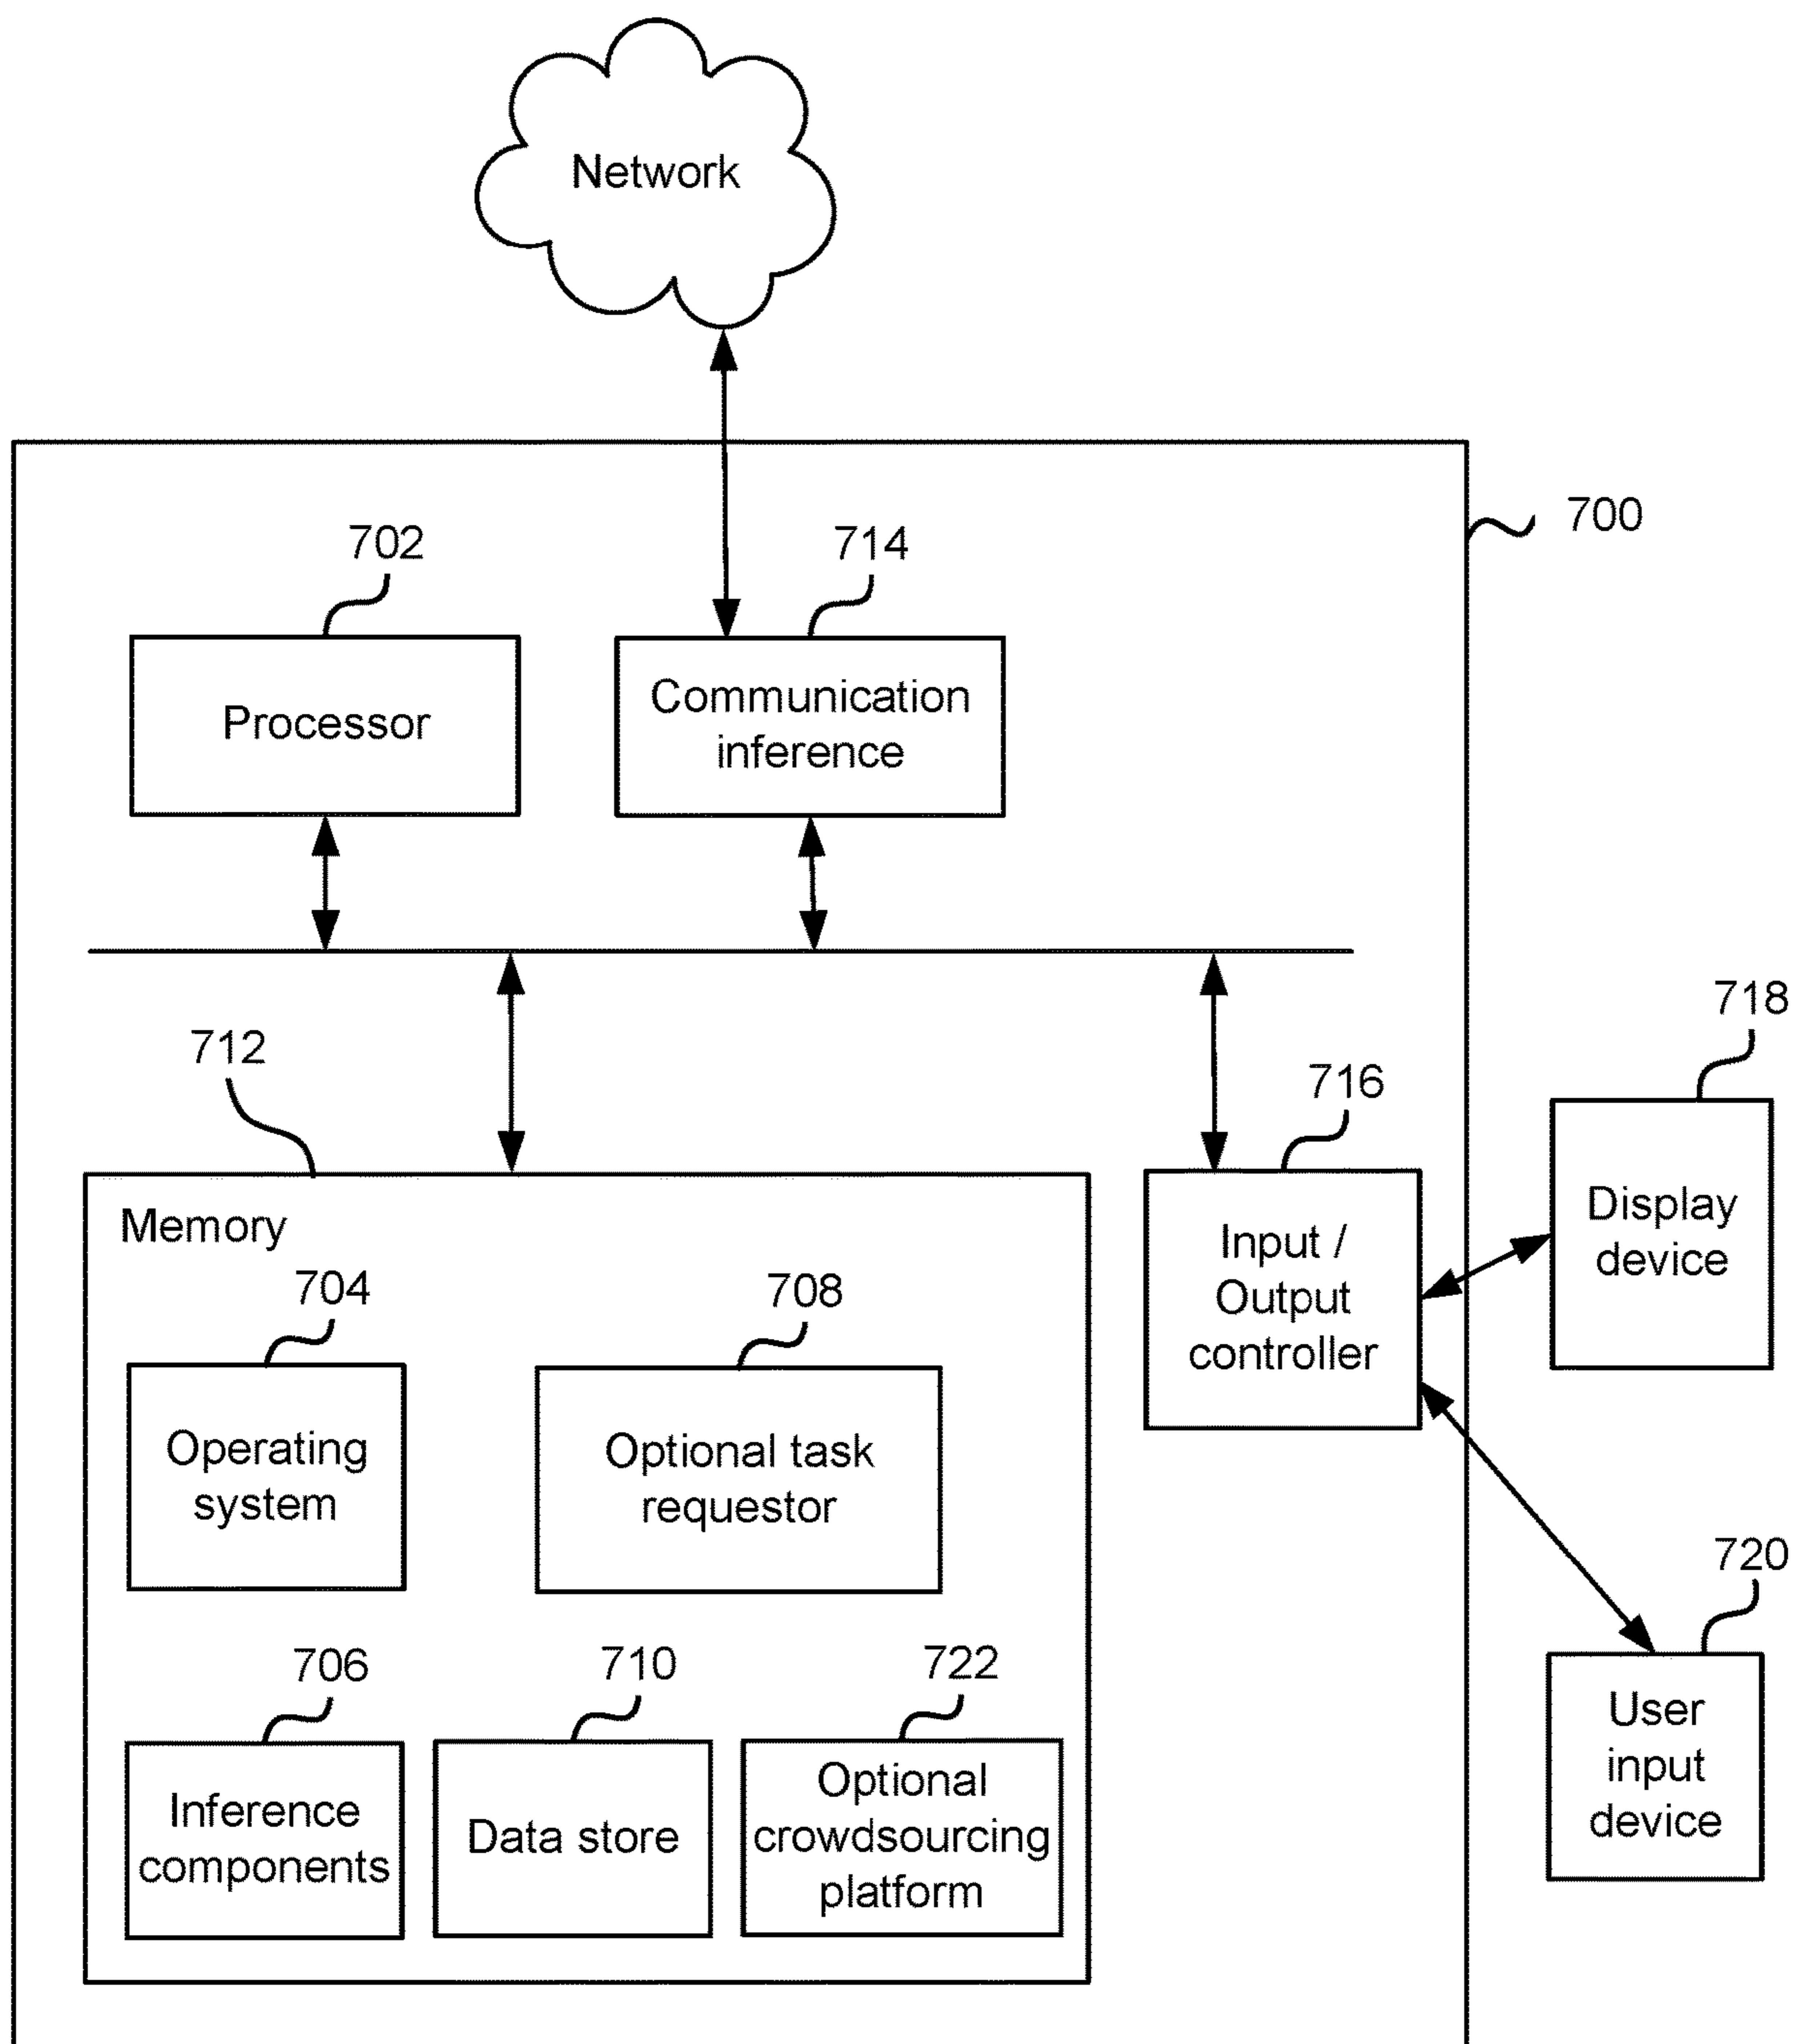 Network
700
702
714
Processor
Communication
inference
712
716
718
Memory
Input /
Output
controller
Display
device
704
708
Operating
system
Optional task
requestor
720
User
input
device
706
710
722
Inference
components
Data store
Optional
crowdsourcing
platform